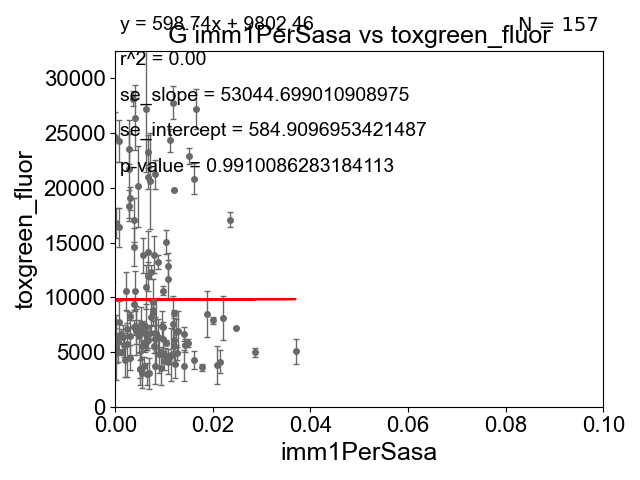 y = 598.74x + 9802.46
N = 157
G imm1PerSasa vs toxgreen_fluor
r^2 = 0.00
se_slope = 53044.699010908975
se_intercept = 584.9096953421487
p-value = 0.9910086283184113
30000
25000
20000
15000
10000
5000
0
toxgreen_fluor
0.00 0.02 0.04 0.06 0.08 0.10
imm1PerSasa